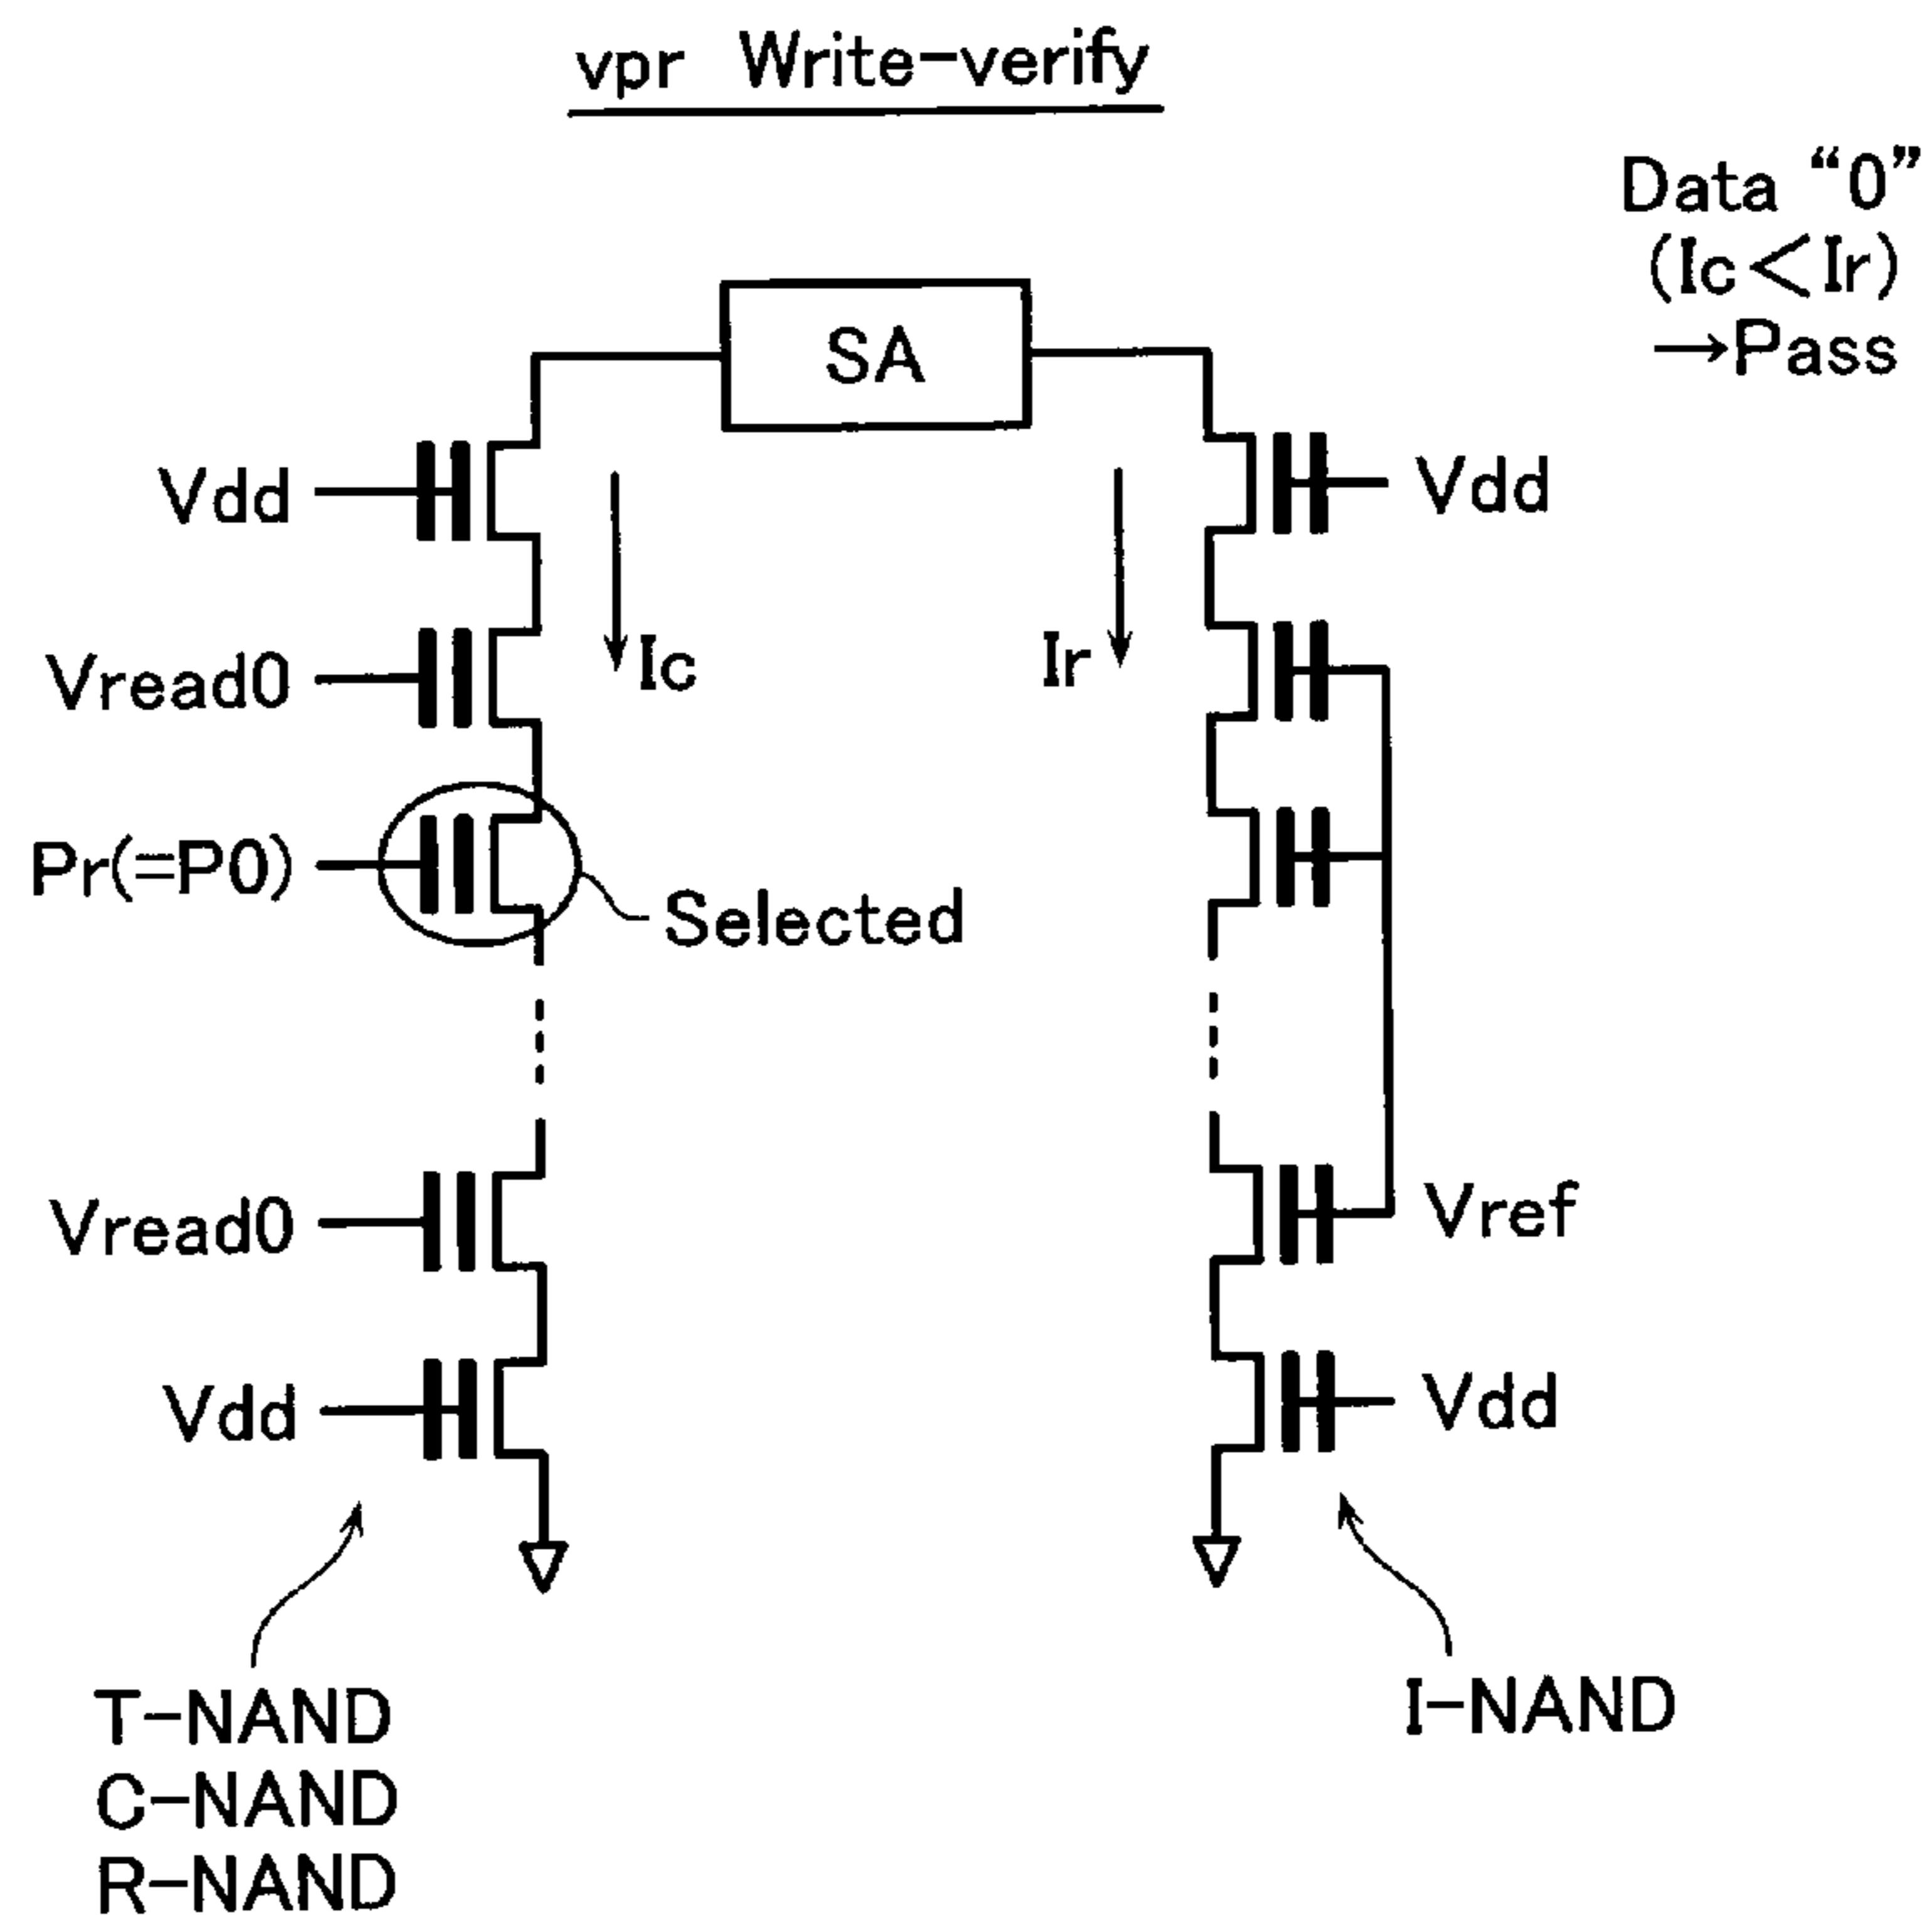 vpr Write-verify
Data “0”
(Ic＜Ir)
→Pass
SA
Vdd
Vdd
Vread0
Ic
Ir
Pr(=P0)
Selected
Vread0
Vref
Vdd
Vdd
T-NAND
I-NAND
C-NAND
R-NAND